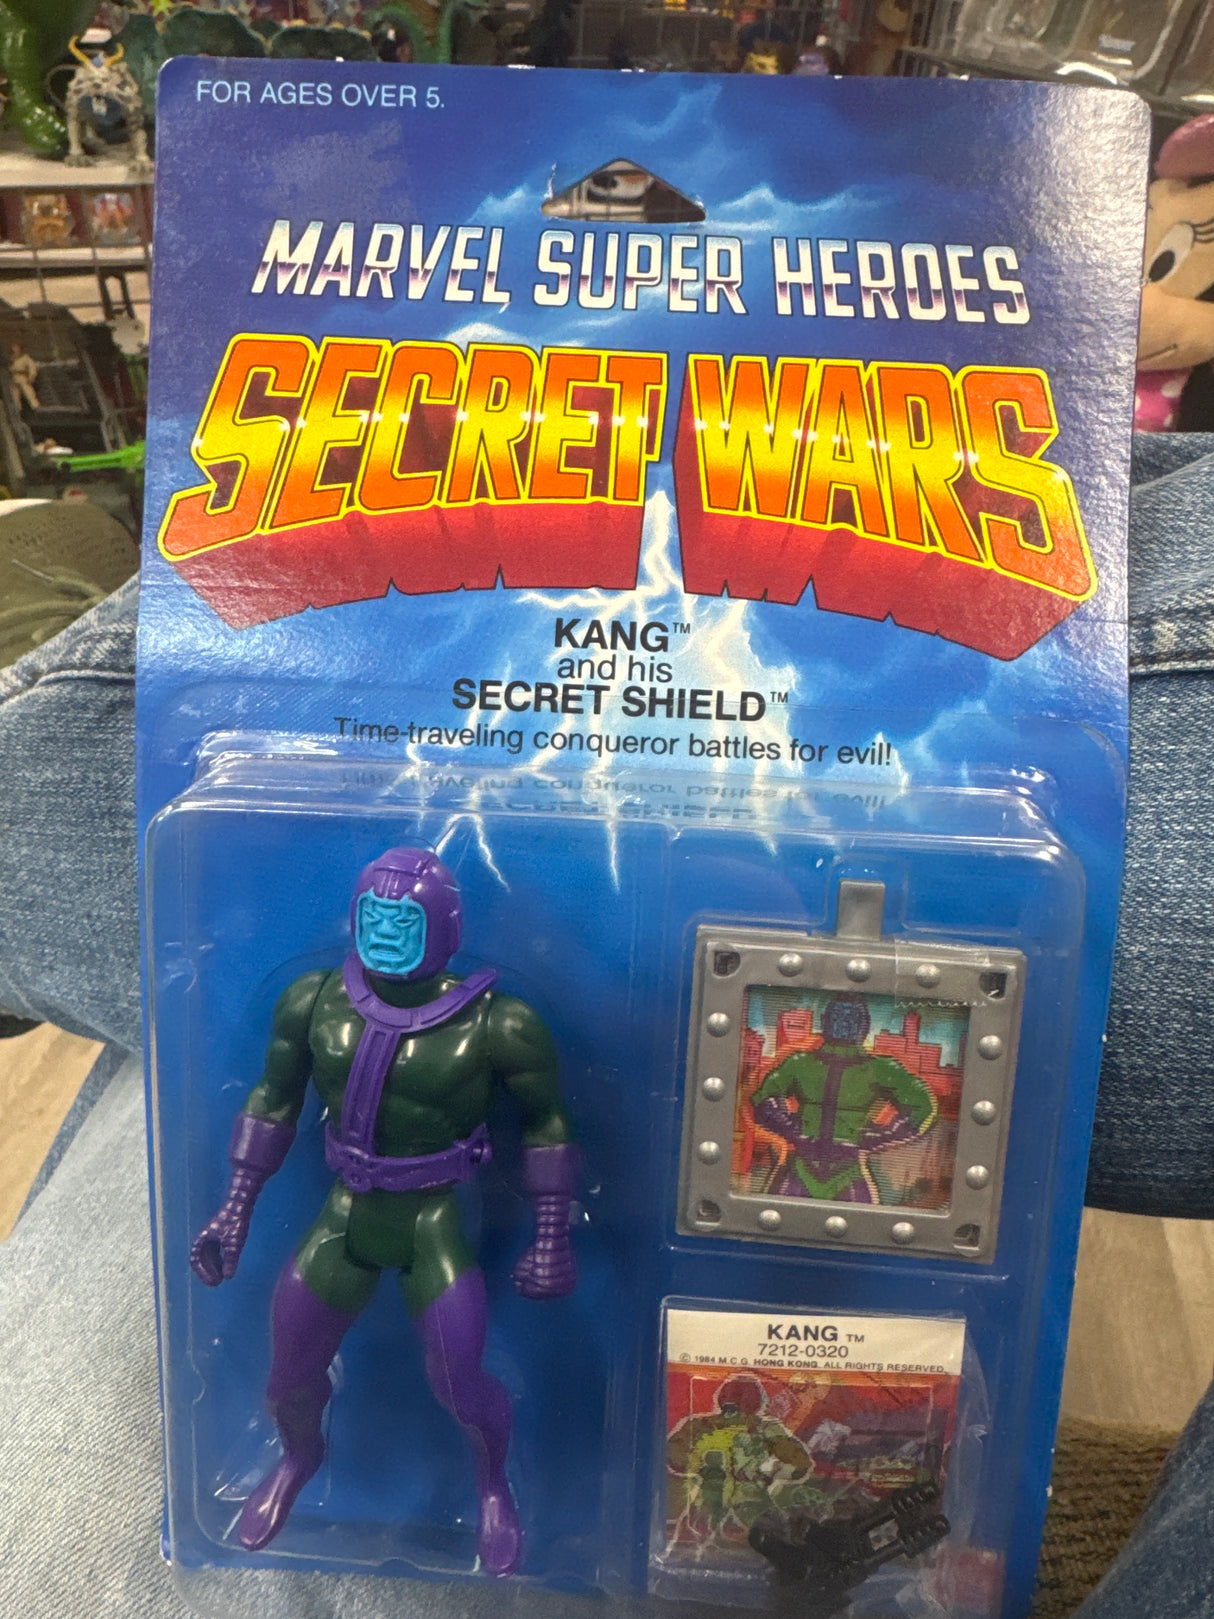 FOR AGES OVER 5.
MARVEL SUPER HEROES
SECRET WARS
KANG™
and his
SECRET SHIELD™
Time-traveling conqueror battles for evil!
KANG ™
7212-0320
© 1984 M.C.G. HONG KONG. ALL RIGHTS RESERVED.